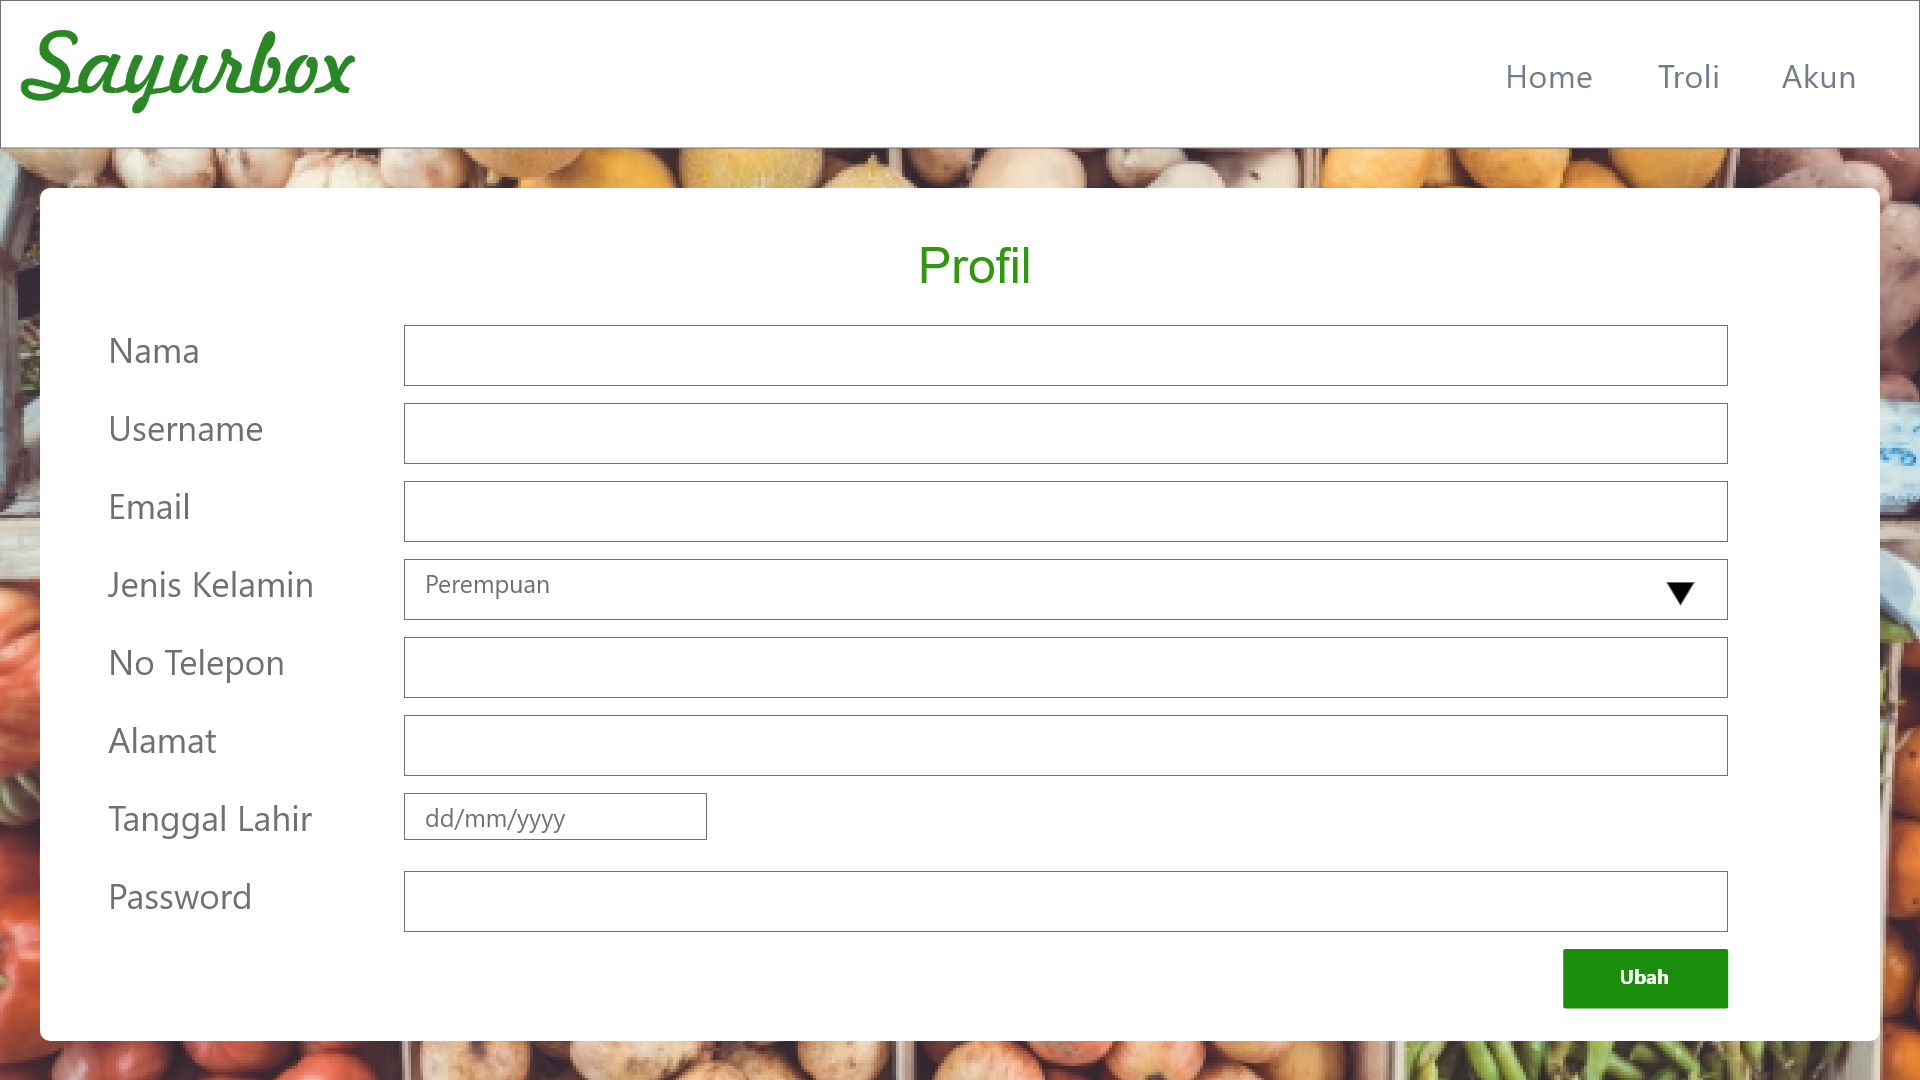 Sayurbox
Home Troli Akun
Profil
Nama
Username
Email
Jenis Kelamin Perempuan
No Telepon
Alamat
Tanggal Lahir dd/mm/yyyy
Password
Ubah